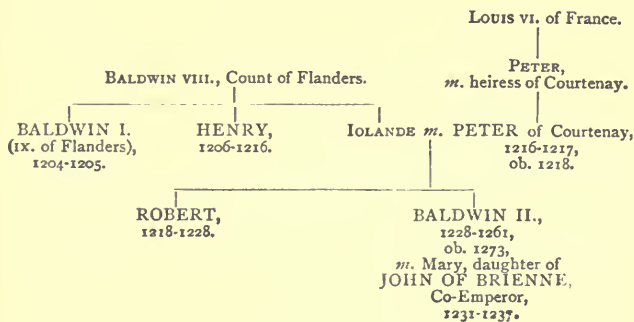 Louis vi. of France.
Peter,
m. heiress of Courtenay.
Baldwin viii., Count of Flanders.
BALDWIN I.
(ix. of Flanders),
1204-1205.
HENRY,
1206-1216.
Iolande m. PETER of Courtenay,
1216-1217,
ob. 1218.
ROBERT,
1218-1228.
BALDWIN II.,
1228-1261,
ob. 1273,
m. Mary, daughter of
JOHN OF BRIENNE,
Co-Emperor,
1231-1237.